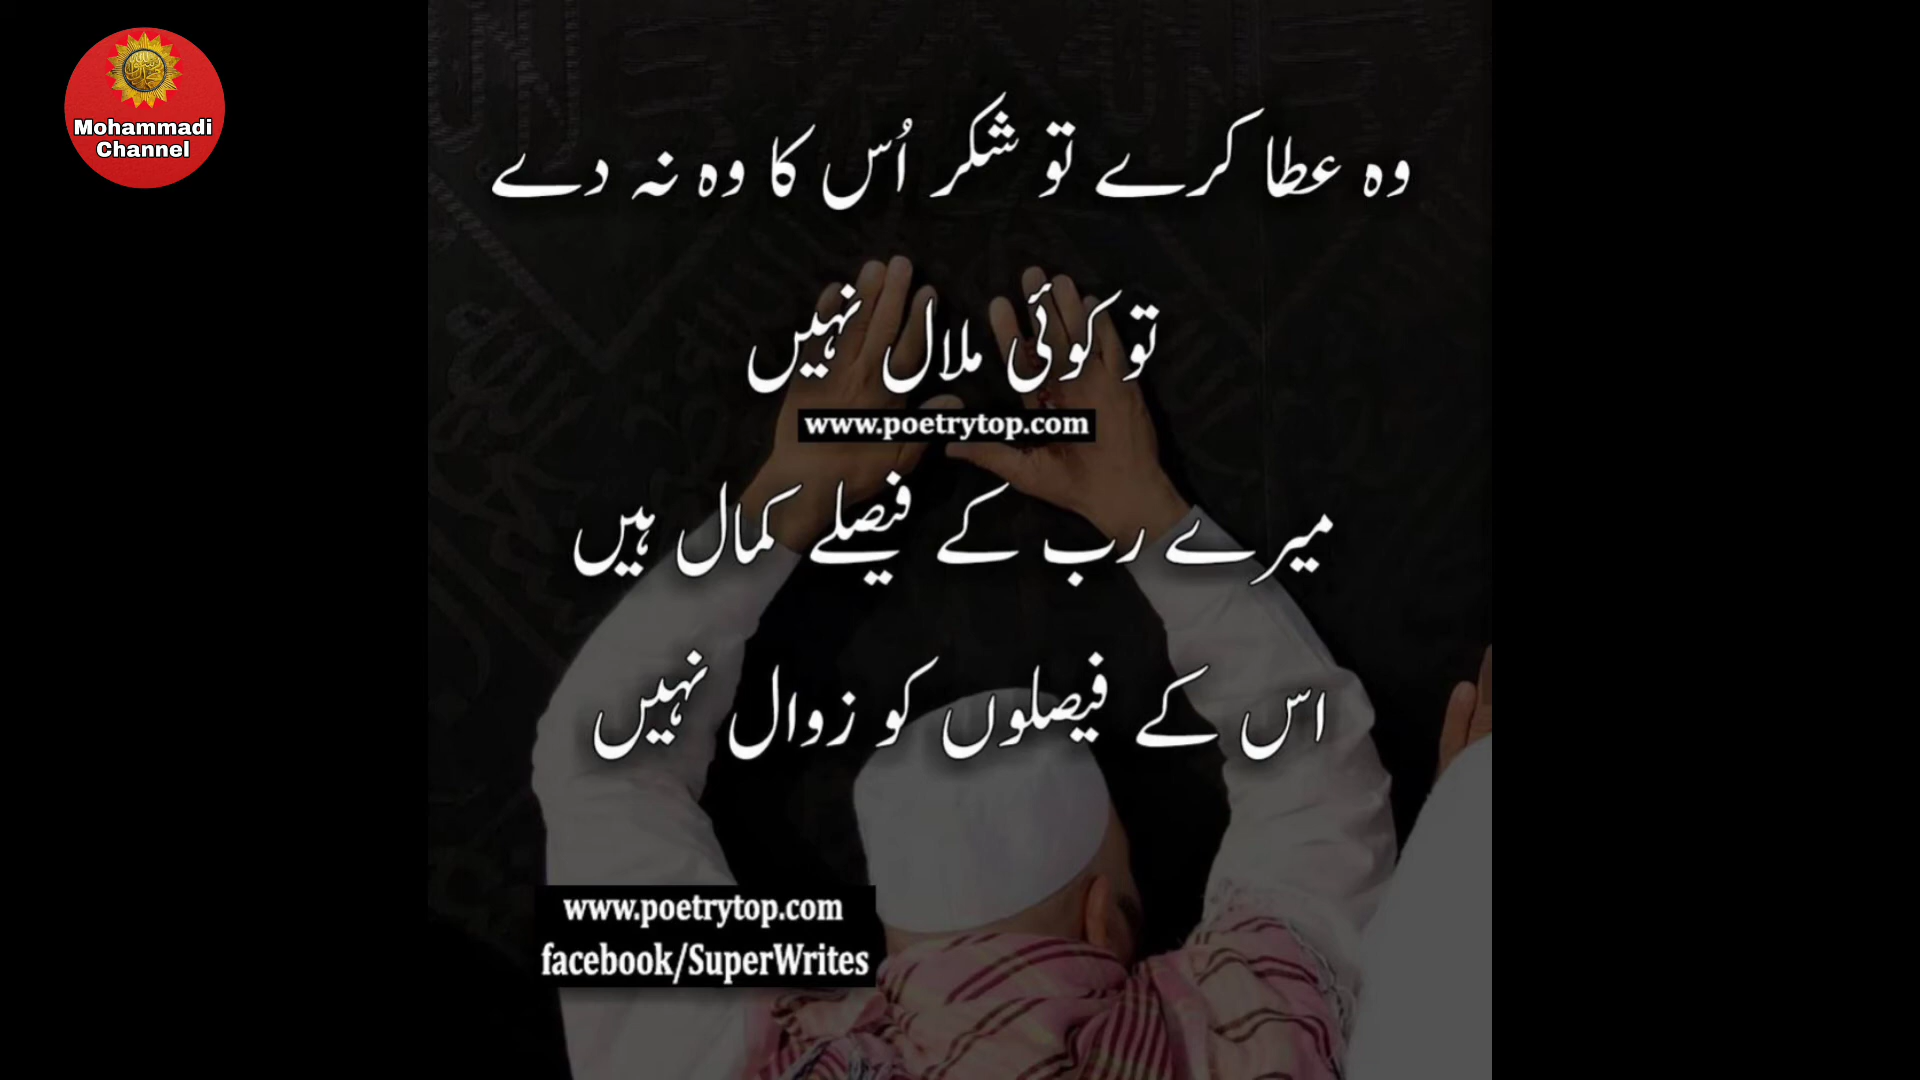 Mohammadi
Channel
وہ عطا کرے تو شکر اُس کا وہ نہ دے
تو کوئی ملال نہیں
www.poetrytop.com
میرے رب کے فیصلے کمال ہیں
اس کے فیصلوں کو زوال نہیں
www.poetrytop.com
facebook/SuperWrites